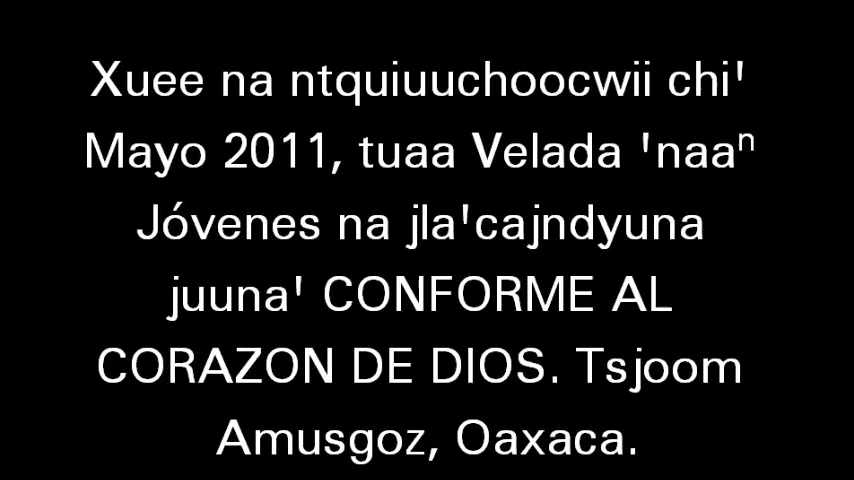 Xuee na ntquiuuchoocwii chi'
Mayo 2011, tuaa Velada 'naaⁿ
Jóvenes na jla'cajndyuna
juuna' CONFORME AL
CORAZON DE DIOS. Tsjoom
Amusgoz, Oaxaca.